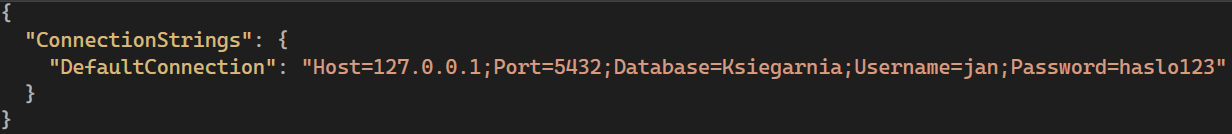 {
  "ConnectionStrings": {
    "DefaultConnection": "Host=127.0.0.1;Port=5432;Database=Ksiegarnia;Username=jan;Password=haslo123"
  }
}